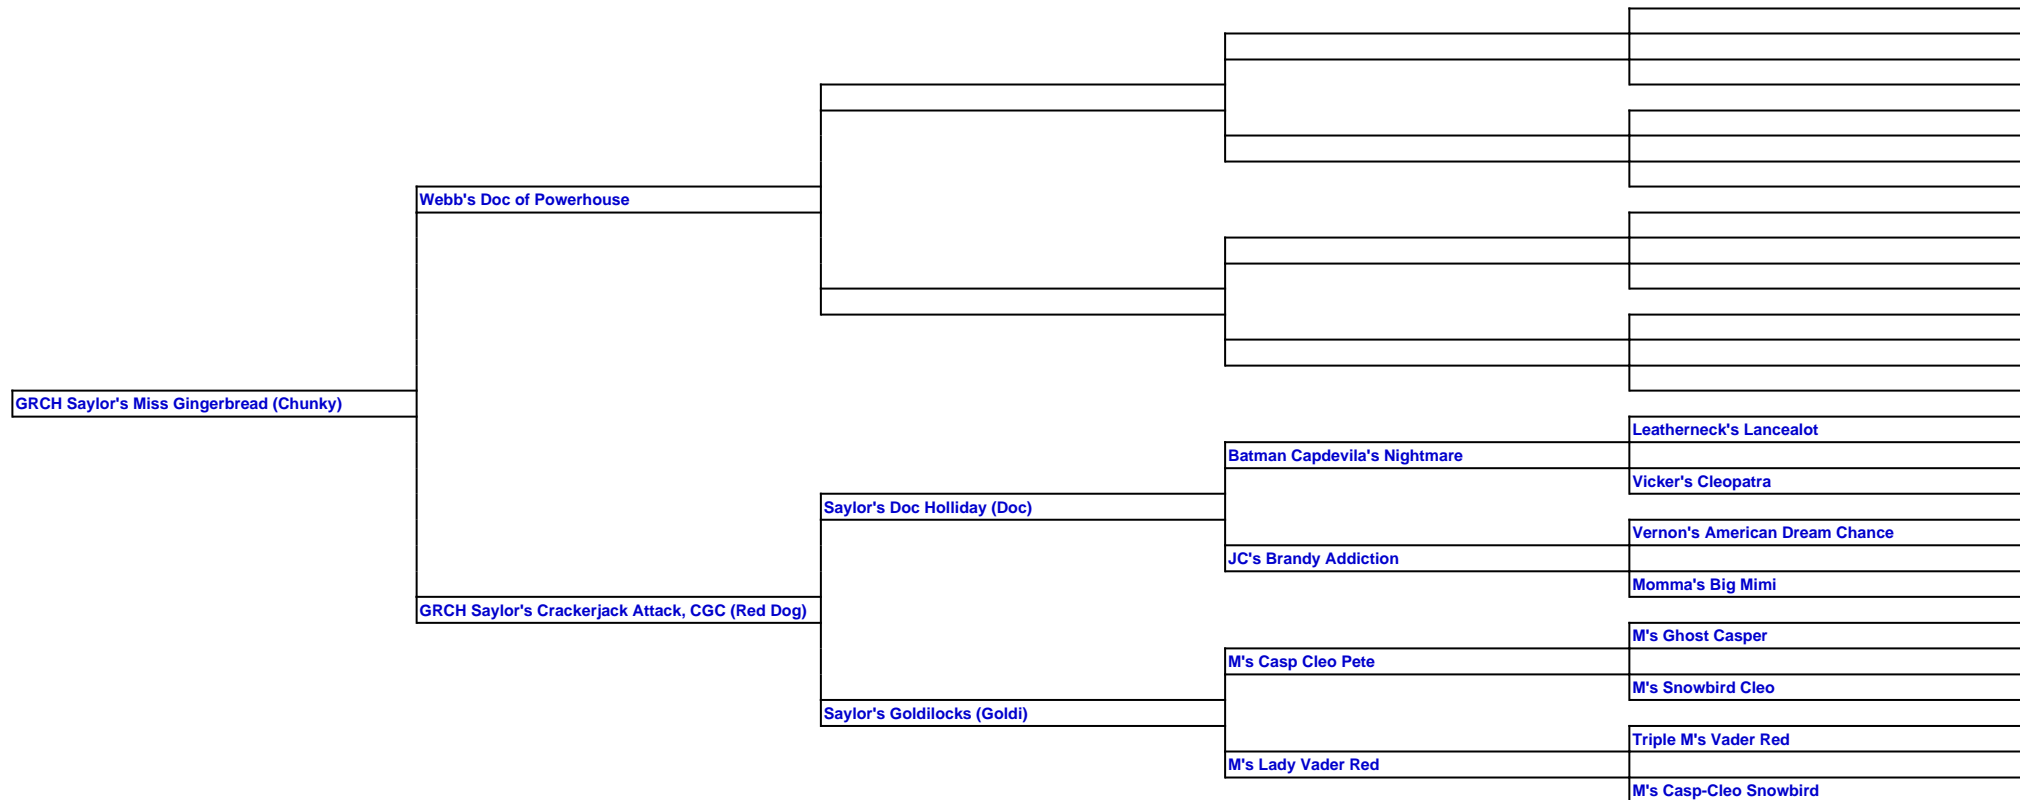 Webb's Doc of Powerhouse
GRCH Saylor's Miss Gingerbread (Chunky)
Leatherneck's Lancealot
Batman Capdevila's Nightmare
Vicker's Cleopatra
Saylor's Doc Holliday (Doc)
Vernon's American Dream Chance
JC's Brandy Addiction
Momma's Big Mimi
GRCH Saylor's Crackerjack Attack, CGC (Red Dog)
M's Ghost Casper
M's Casp Cleo Pete
M's Snowbird Cleo
Saylor's Goldilocks (Goldi)
Triple M's Vader Red
M's Lady Vader Red
M's Casp-Cleo Snowbird